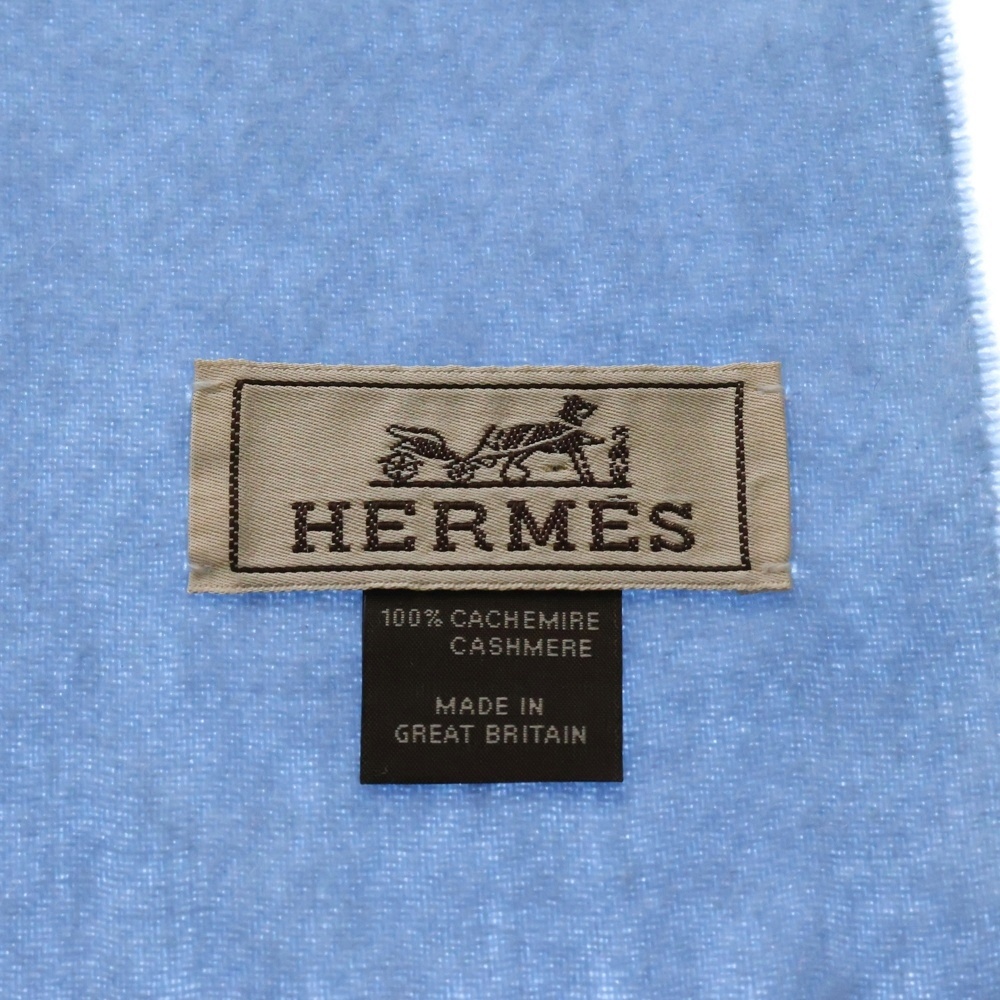 HERMÈS
100% CACHEMIRE
CASHMERE
MADE IN
GREAT BRITAIN